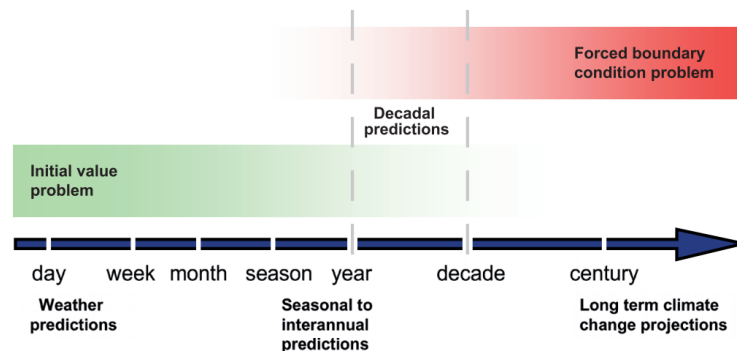 Forced boundary
condition problem
Decadal
predictions
Initial value
problem
day week month season year decade century
Weather
predictions
Seasonal to
interannual
predictions
Long term climate
change projections